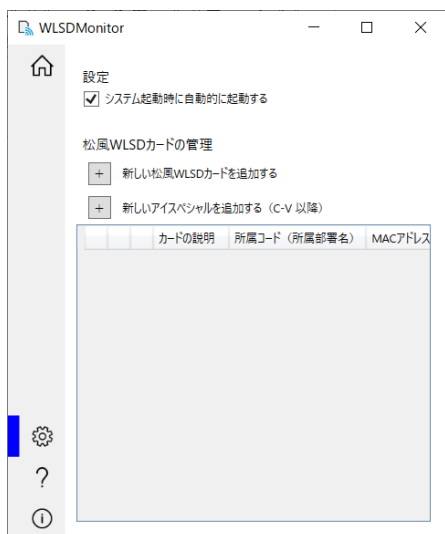 WLSDMonitor
設定
システム起動時に自動的に起動する
松風WLSDカードの管理
+ 新しい松風WLSDカードを追加する
+ 新しいアイスペシャルを追加する（C-V 以降）
カードの説明 所属コード（所属部署名） MACアドレス